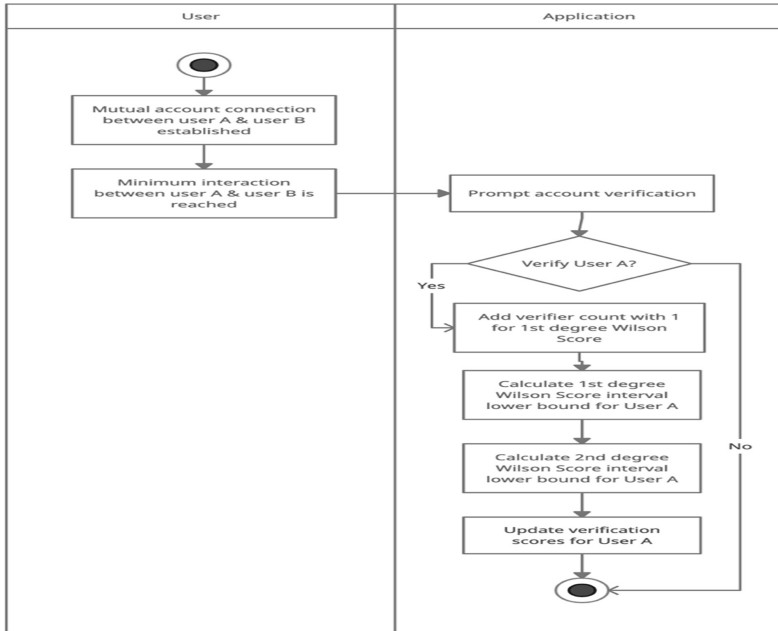 User
Application
Mutual account connection
between user A & user B
established
Minimum interaction
between user A & user B is
reached
Prompt account verification
Verify User A?
Yes
Add verifier count with 1
for 1st degree Wilson
Score
Calculate 1st degree
Wilson Score interval
lower bound for User A
Calculate 2nd degree
Wilson Score interval
lower bound for User A
No
Update verification
scores for User A